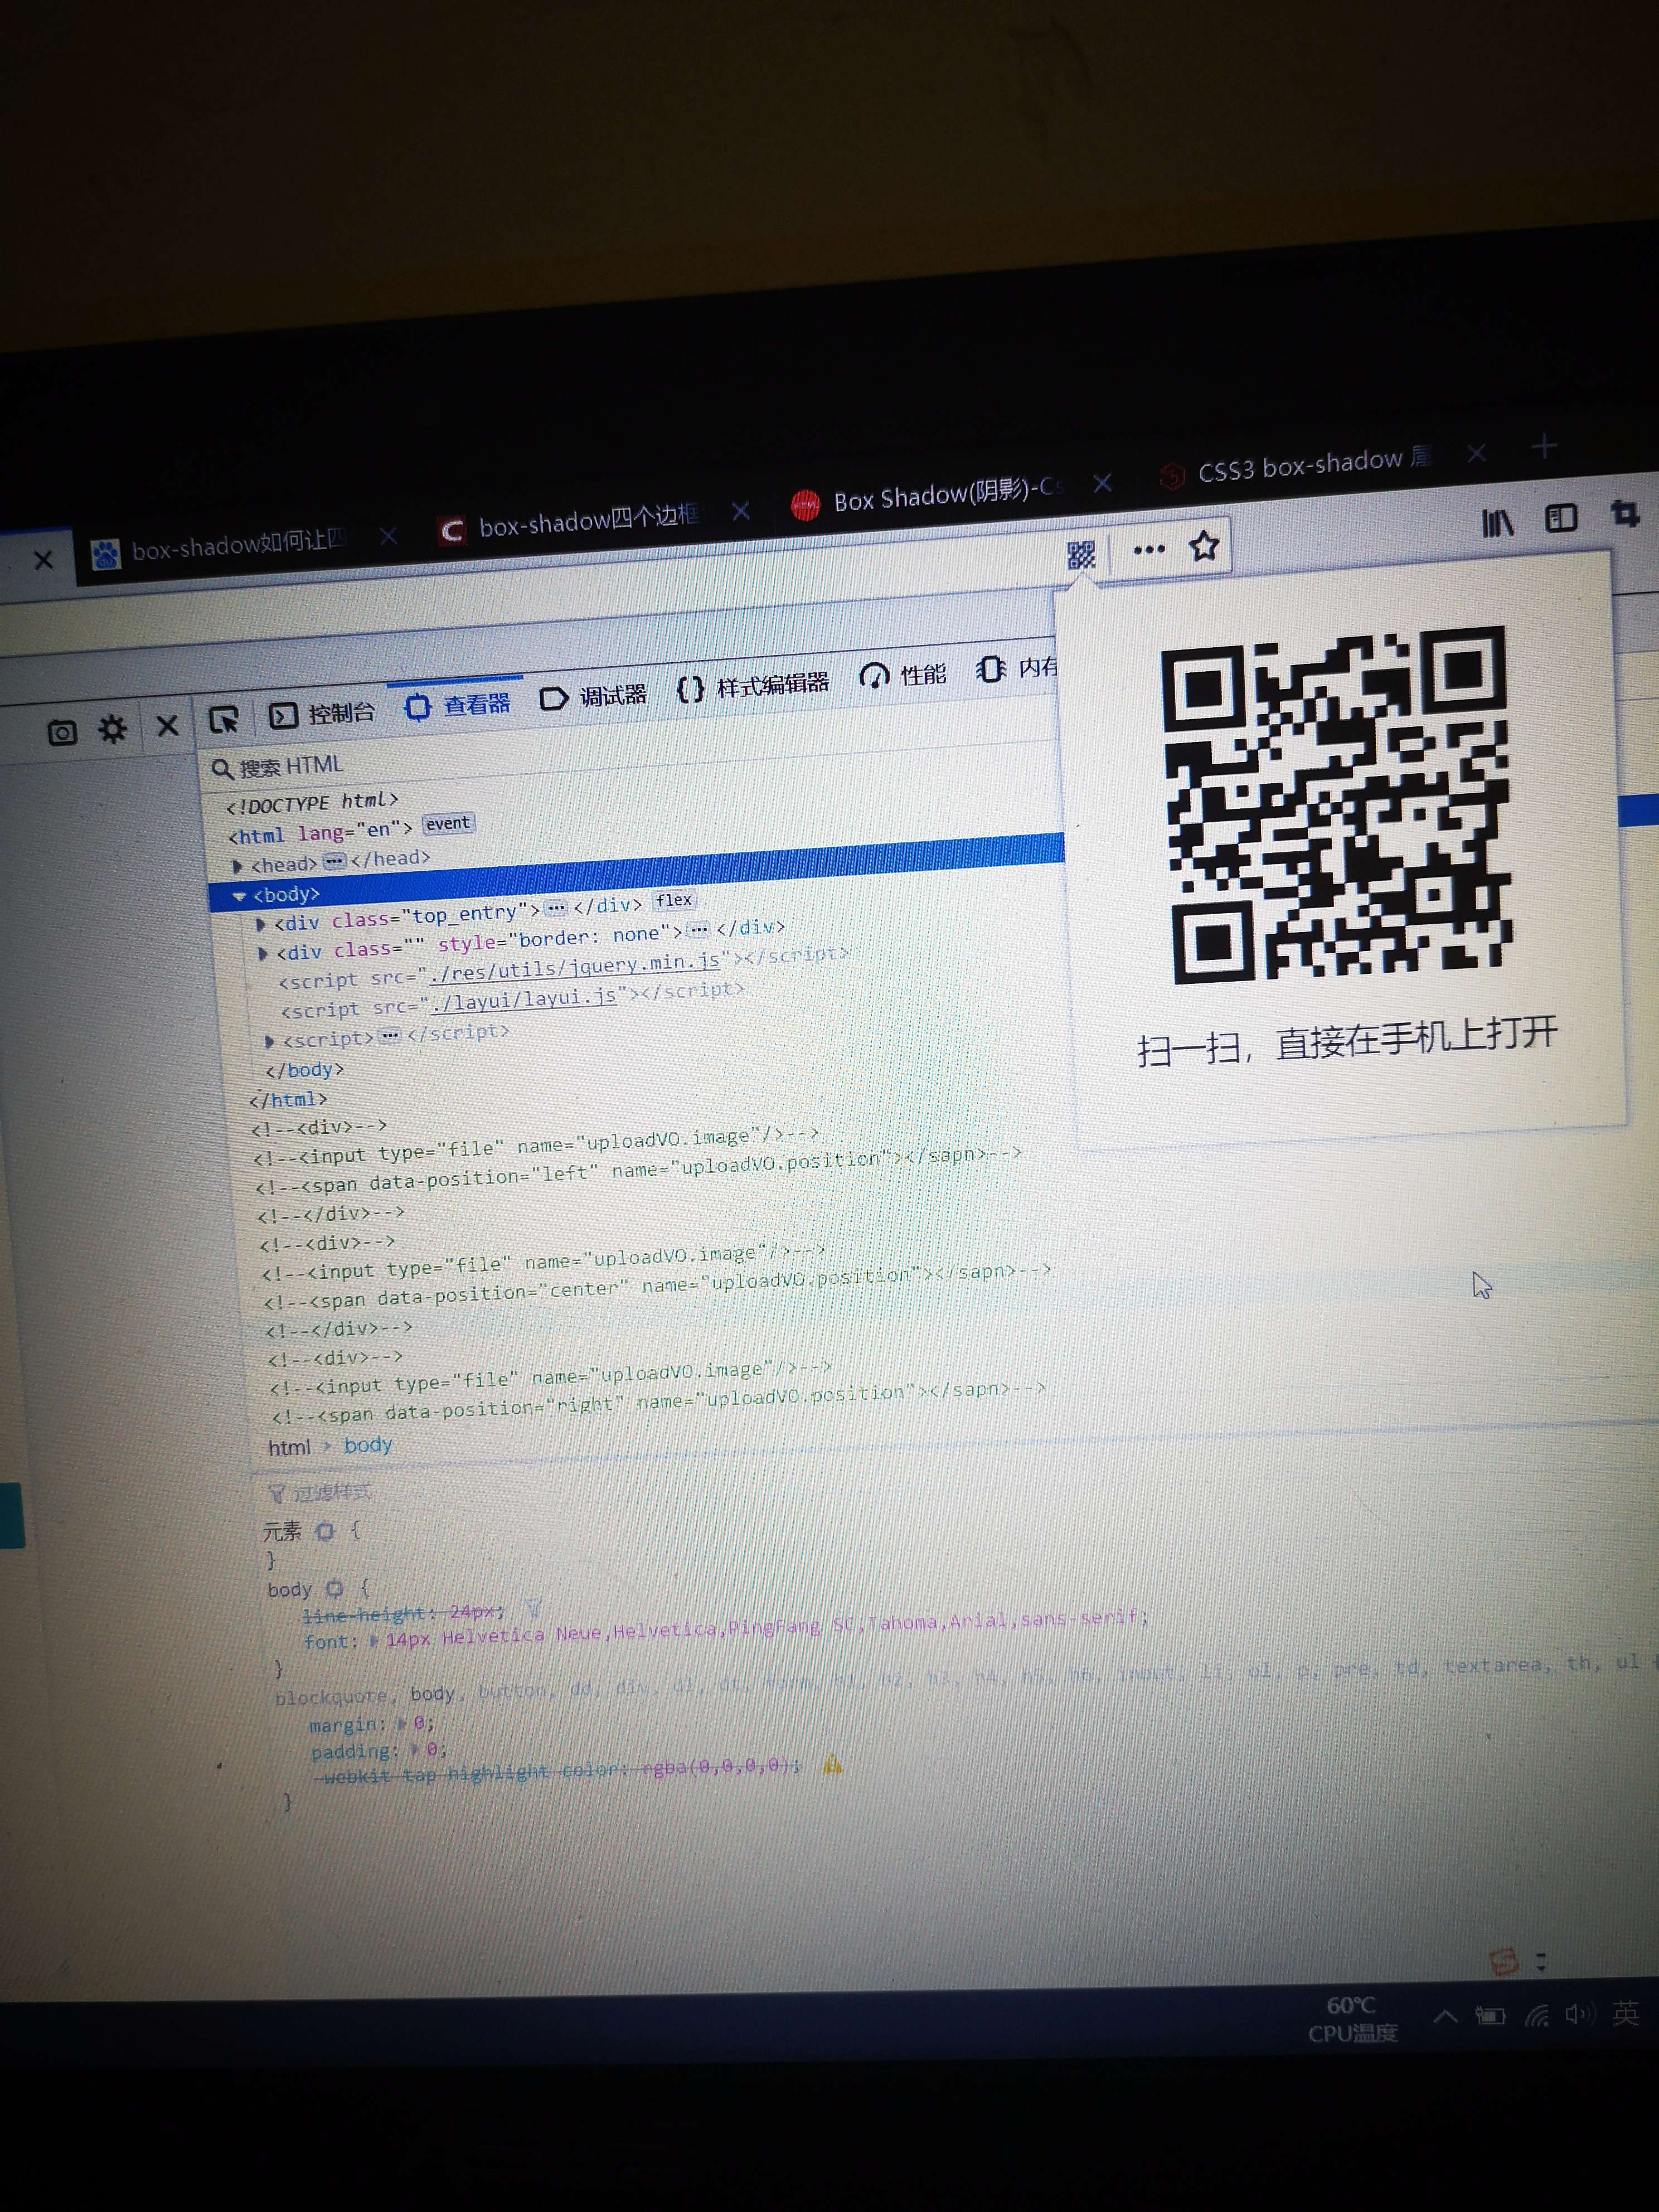 box-shadow如何让四
box-shadow四个边框
Box Shadow(阴影)-Cs
CSS3 box-shadow 属
控制台
查看器
调试器
{} 样式编辑器
性能
内存
搜索 HTML
<!DOCTYPE html>
<html lang="en"> event
<head>…</head>
<body>
<div class="top_entry">…</div> flex
<div class="" style="border: none">…</div>
<script src="./res/utils/jquery.min.js"></script>
<script src="./layui/layui.js"></script>
<script>…</script>
</body>
</html>
<!--<div>-->
<!--<input type="file" name="uploadVO.image"/>-->
<!--<span data-position="left" name="uploadVO.position"></sapn>-->
<!--</div>-->
<!--<div>-->
<!--<input type="file" name="uploadVO.image"/>-->
<!--<span data-position="center" name="uploadVO.position"></sapn>-->
<!--</div>-->
<!--<div>-->
<!--<input type="file" name="uploadVO.image"/>-->
<!--<span data-position="right" name="uploadVO.position"></sapn>-->
扫一扫，直接在手机上打开
html › body
过滤样式
元素 {
}
body {
line-height: 24px;
font: 14px Helvetica Neue,Helvetica,PingFang SC,Tahoma,Arial,sans-serif;
}
blockquote, body, button, dd, div, dl, dt, form, h1, h2, h3, h4, h5, h6, input, li, ol, p, pre, td, textarea, th, ul {
margin: 0;
padding: 0;
-webkit-tap-highlight-color: rgba(0,0,0,0);
}
60℃
CPU温度
英